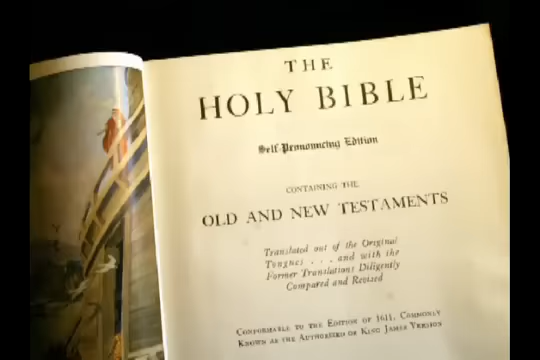 THE
HOLY BIBLE
Self-Pronouncing Edition
CONTAINING THE
OLD AND NEW TESTAMENTS
Translated out of the Original
Tongues . . . and with the
Former Translations Diligently
Compared and Revised
CONFORMABLE TO THE EDITION OF 1611, COMMONLY
KNOWN AS THE AUTHORIZED OR KING JAMES VERSION